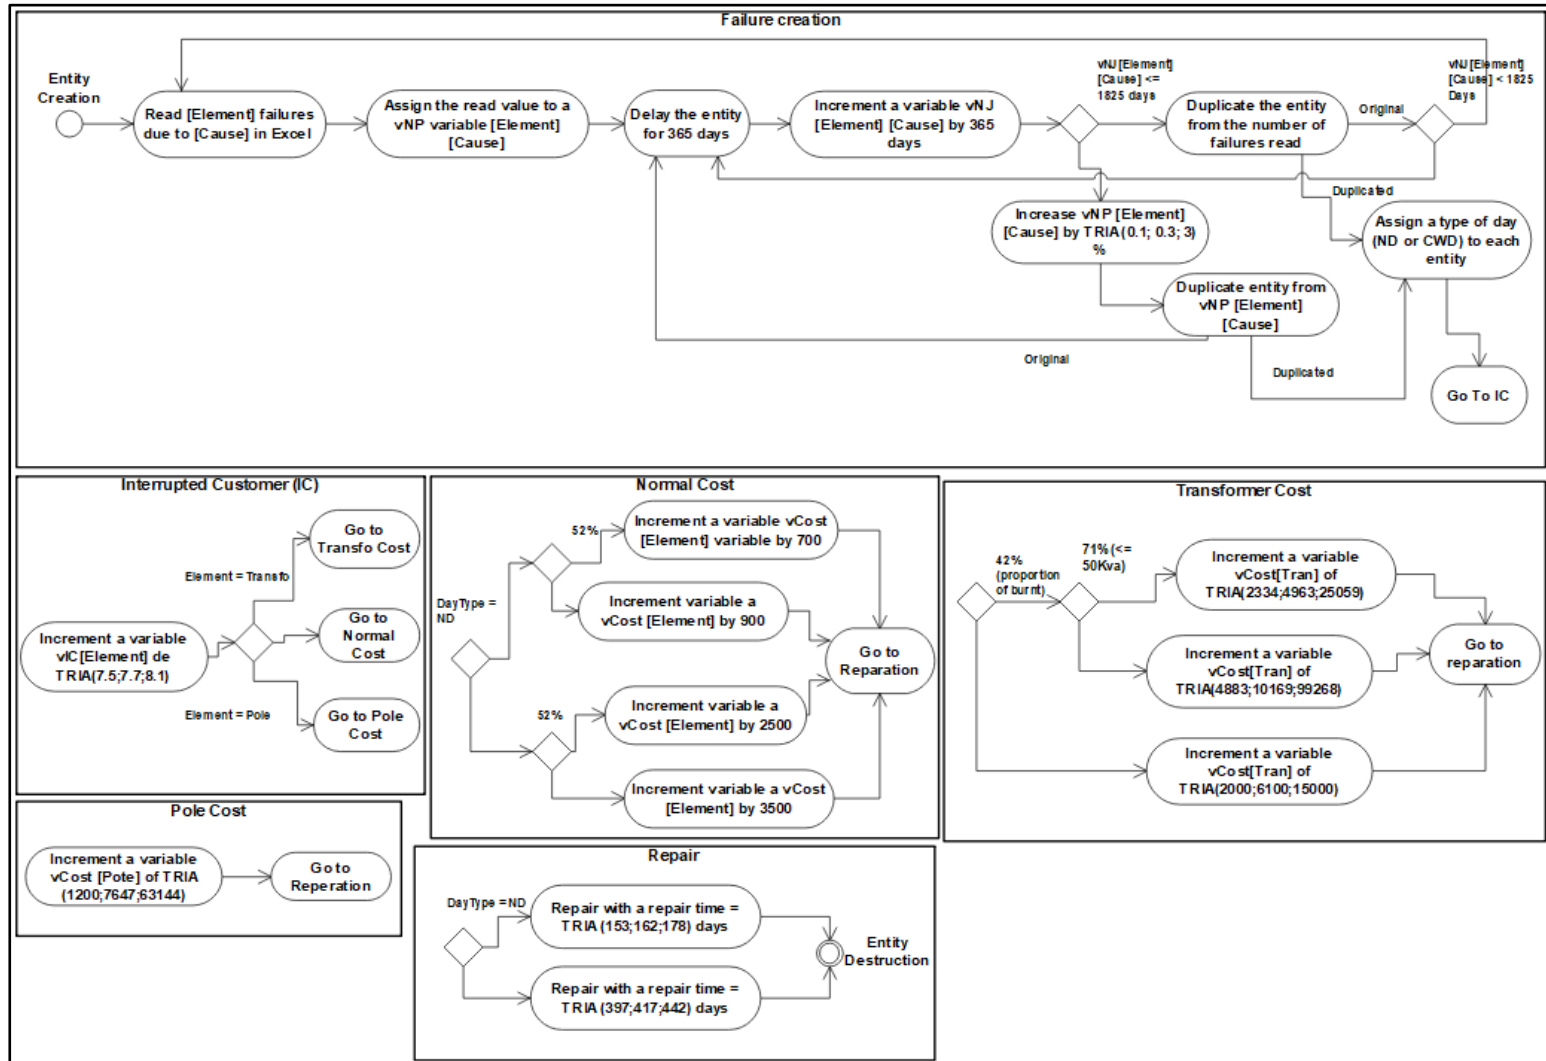 Failure creation
Entity
Creation
Read [Element] failures
due to [Cause] in Excel
Assign the read value to a
vNP variable [Element]
[Cause]
Delay the entity
for 365 days
Increment a variable vNJ
[Element] [Cause] by 365
days
vNJ[Element]
[Cause] <=
1825 days
Duplicate the entity
from the number of
failures read
Original
vNJ[Element]
[Cause] < 1825
Days
Duplicated
Increase vNP [Element]
[Cause] by TRIA(0.1; 0.3; 3)
%
Assign a type of day
(ND or CWD) to each
entity
Duplicate entity from
vNP [Element]
[Cause]
Original
Duplicated
Go To IC
Interrupted Customer (IC)
Go to
Transfo Cost
Element = Transfo
Increment a variable
vIC[Element] de
TRIA(7.5;7.7;8.1)
Go to
Normal
Cost
Element = Pole
Go to Pole
Cost
Normal Cost
52%
Increment a variable vCost
[Element] variable by 700
DayType =
ND
Increment variable a
vCost [Element] by 900
Go to
Reparation
52%
Increment variable a
vCost [Element] by 2500
Increment variable a vCost
[Element] by 3500
Transformer Cost
42%
(proportion
of burnt)
71% (<=
50Kva)
Increment a variable
vCost[Tran] of
TRIA(2334;4963;25059)
Increment a variable
vCost[Tran] of
TRIA(4883;10169;99268)
Go to
reparation
Increment a variable
vCost[Tran] of
TRIA(2000;6100;15000)
Pole Cost
Increment a variable
vCost [Pote] of TRIA
(1200;7647;63144)
Go to
Reperation
Repair
DayType =ND
Repair with a repair time =
TRIA(153;162;178) days
Entity
Destruction
Repair with a repair time =
TRIA(397;417;442) days